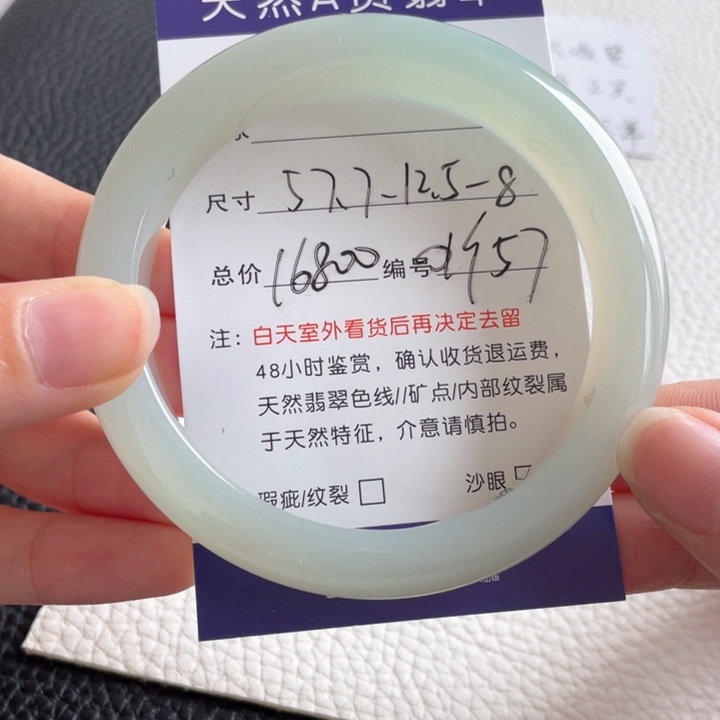 天然A货翡翠
尺寸 57.7-12.5-8
总价 16800 编号
注：白天室外看货后再决定去留
48小时鉴赏，确认收货退运费，
天然翡翠色线//矿点/内部纹裂属
于天然特征，介意请慎拍。
瑕疵/纹裂□ 沙眼□